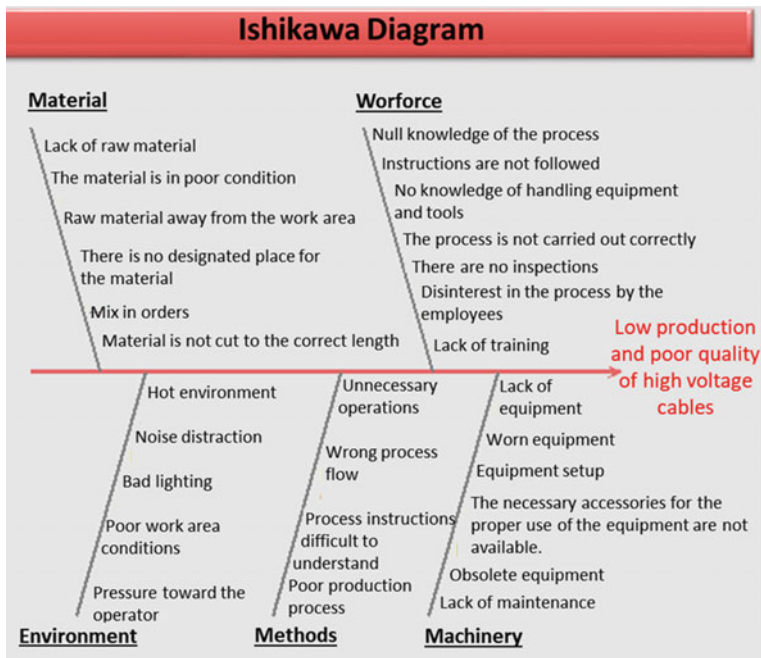 Ishikawa Diagram
Material
Lack of raw material
The material is in poor condition
Raw material away from the work area
There is no designated place for
the material
Mix in orders
Material is not cut to the correct length
Worforce
Null knowledge of the process
Instructions are not followed
No knowledge of handling equipment
and tools
The process is not carried out correctly
There are no inspections
Disinterest in the process by the
employees
Lack of training
Low production
and poor quality
of high voltage
cables
Hot environment
Noise distraction
Bad lighting
Poor work area
conditions
Pressure toward the
operator
Environment
Unnecessary
operations
Wrong process
flow
Process instructions
difficult to
understand
Poor production
process
Methods
Lack of
equipment
Worn equipment
Equipment setup
The necessary accessories for the
proper use of the equipment are not
available.
Obsolete equipment
Lack of maintenance
Machinery